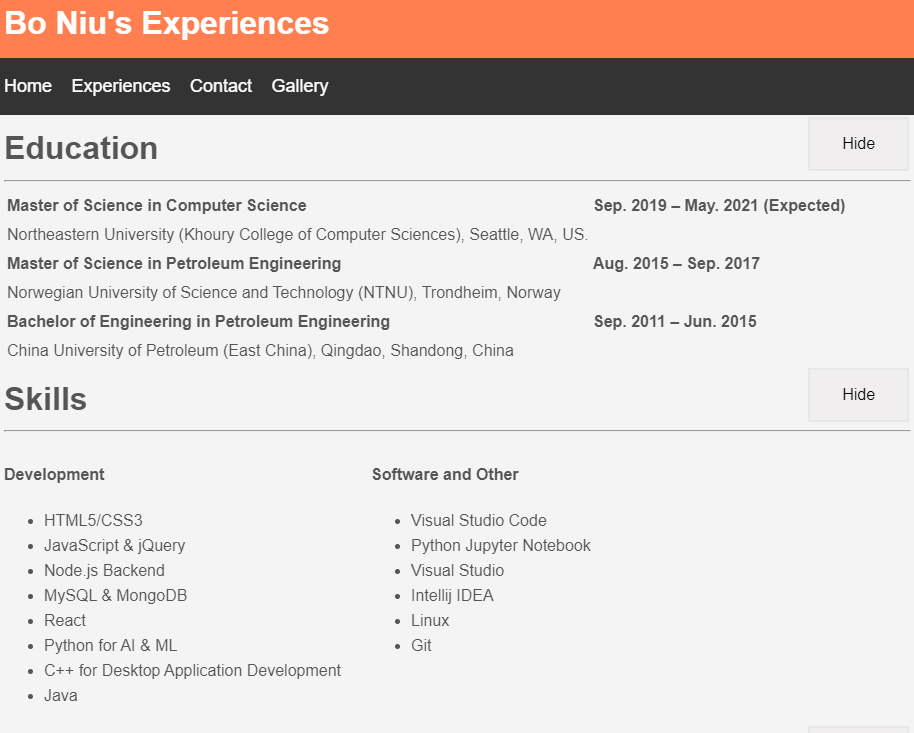 Bo Niu's Experiences
Home Experiences Contact Gallery
Education Hide
Master of Science in Computer Science Sep. 2019 – May. 2021 (Expected)
Northeastern University (Khoury College of Computer Sciences), Seattle, WA, US.
Master of Science in Petroleum Engineering Aug. 2015 – Sep. 2017
Norwegian University of Science and Technology (NTNU), Trondheim, Norway
Bachelor of Engineering in Petroleum Engineering Sep. 2011 – Jun. 2015
China University of Petroleum (East China), Qingdao, Shandong, China
Skills Hide
Development
HTML5/CSS3
JavaScript & jQuery
Node.js Backend
MySQL & MongoDB
React
Python for AI & ML
C++ for Desktop Application Development
Java
Software and Other
Visual Studio Code
Python Jupyter Notebook
Visual Studio
Intellij IDEA
Linux
Git